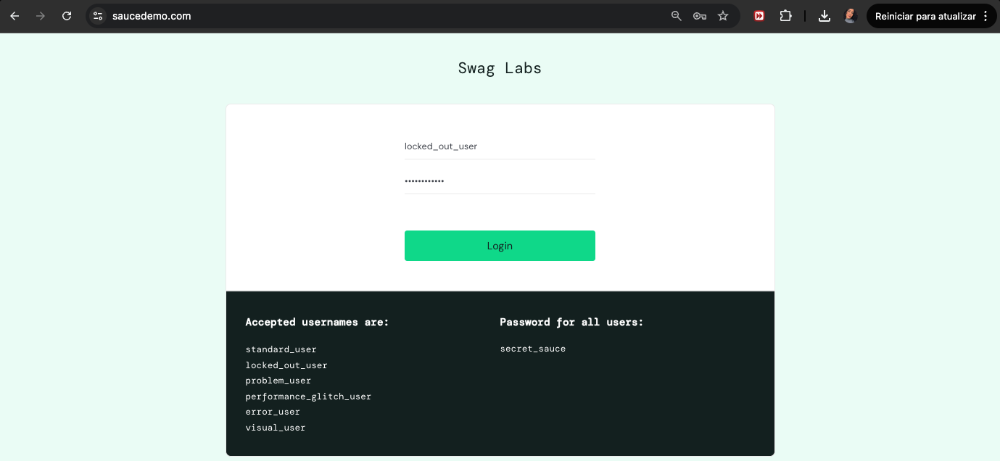 saucedemo.com
Reiniciar para atualizar
Swag Labs
locked_out_user
••••••••••••
Login
Accepted usernames are:
standard_user
locked_out_user
problem_user
performance_glitch_user
error_user
visual_user
Password for all users:
secret_sauce